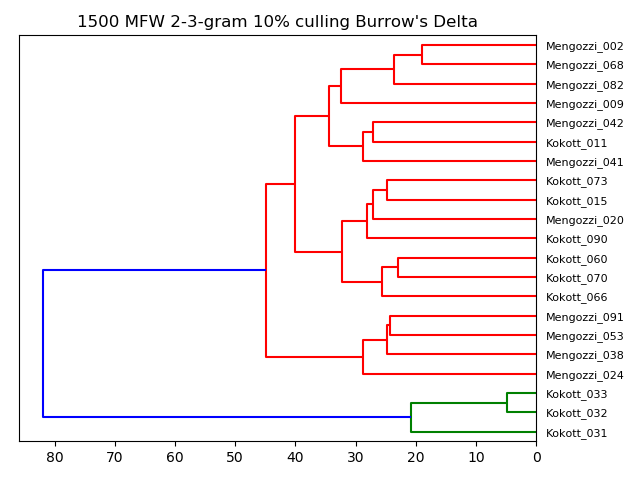 1500 MFW 2-3-gram 10% culling Burrow's Delta
Mengozzi_002
Mengozzi_068
Mengozzi_082
Mengozzi_009
Mengozzi_042
Kokott_011
Mengozzi_041
Kokott_073
Kokott_015
Mengozzi_020
Kokott_090
Kokott_060
Kokott_070
Kokott_066
Mengozzi_091
Mengozzi_053
Mengozzi_038
Mengozzi_024
Kokott_033
Kokott_032
Kokott_031
80 70 60 50 40 30 20 10 0